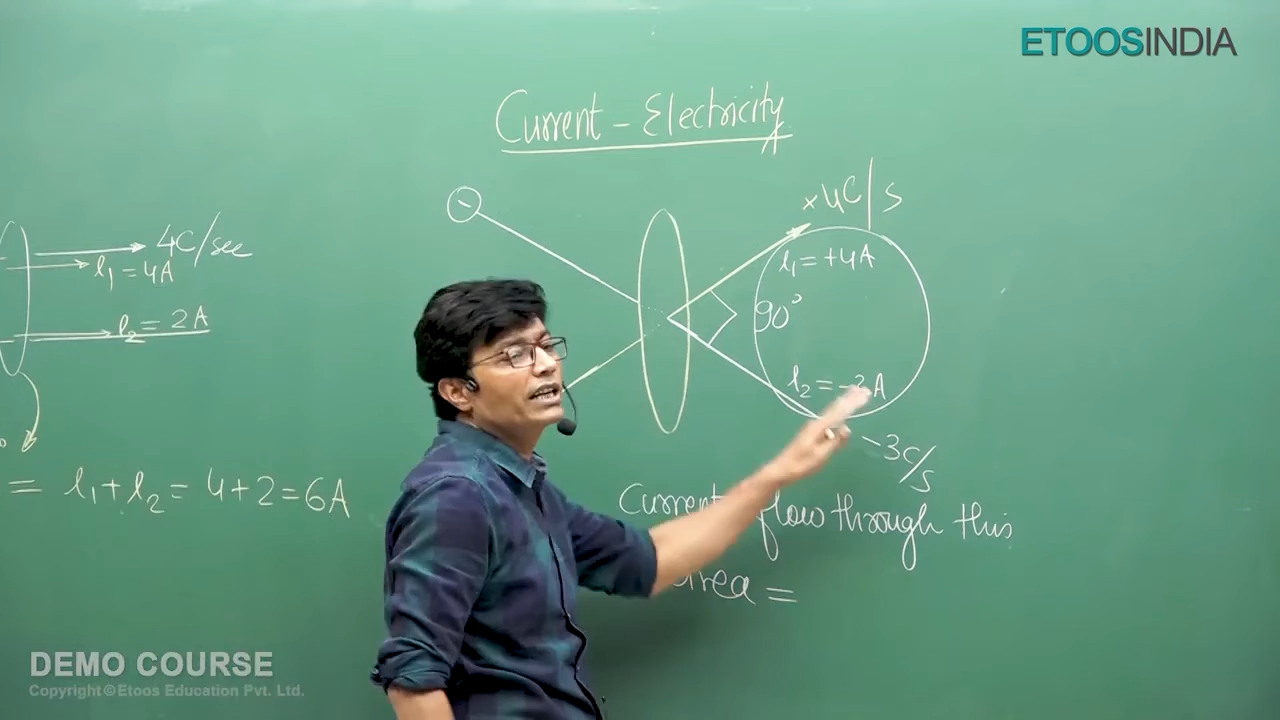 ETOOSINDIA
Current - Electricity
4C/sec
I₁ = 4A
I₂ = 2A
= I₁ + I₂ = 4 + 2 = 6A
-
+4C/s
I₁ = +4A
90°
I₂ = -3A
-3C/s
Current flow through this
area =
DEMO COURSE
Copyright © Etoos Education Pvt. Ltd.